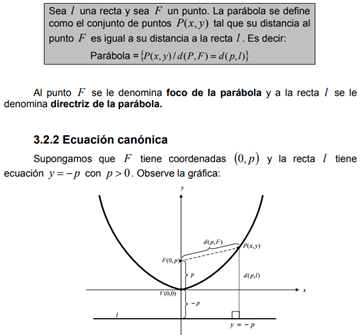 Sea l una recta y sea F un punto. La parábola se define
como el conjunto de puntos P(x, y) tal que su distancia al
punto F es igual a su distancia a la recta l. Es decir:
Parábola = {P(x, y) / d(P, F) = d(p, l)}
Al punto F se le denomina foco de la parábola y a la recta l se le
denomina directriz de la parábola.
3.2.2 Ecuación canónica
Supongamos que F tiene coordenadas (0, p) y la recta l tiene
ecuación y = −p con p > 0. Observe la gráfica:
y
d(p,F)
P(x,y)
F(0,p)
p
d(p,l)
V(0,0)
x
−p
l
y = −p